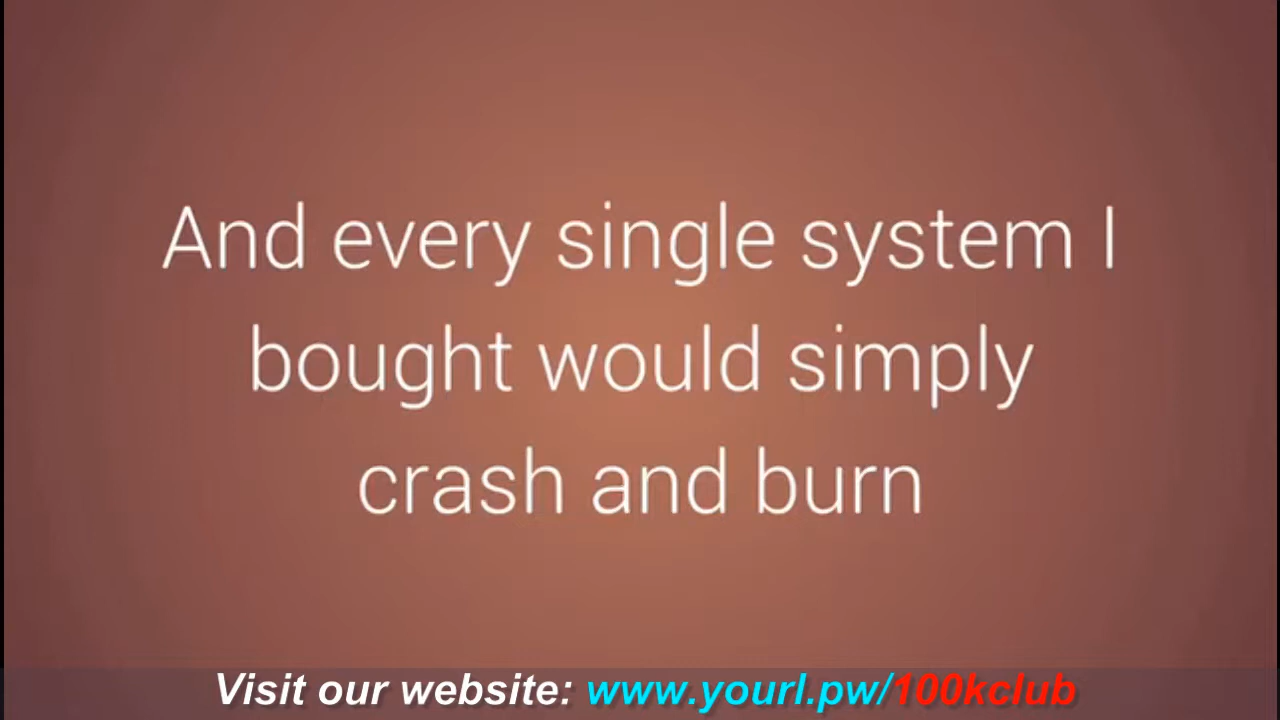 And every single system I
bought would simply
crash and burn
Visit our website: www.yourl.pw/100kclub